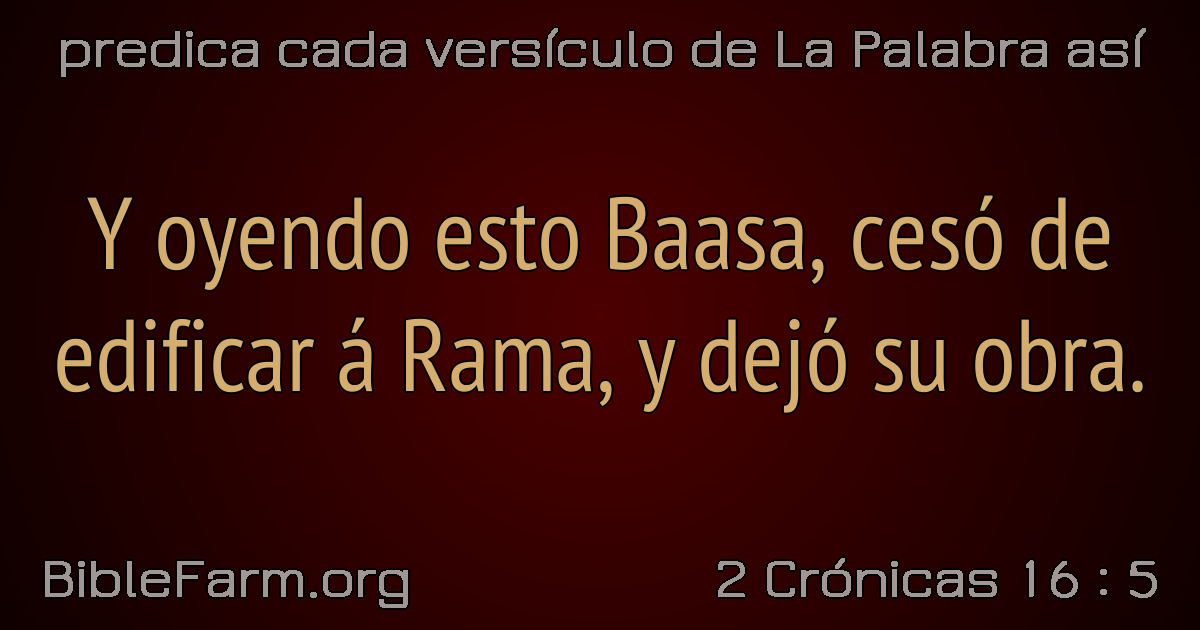 predica cada versículo de La Palabra así
Y oyendo esto Baasa, cesó de
edificar á Rama, y dejó su obra.
BibleFarm.org
2 Crónicas 16 : 5